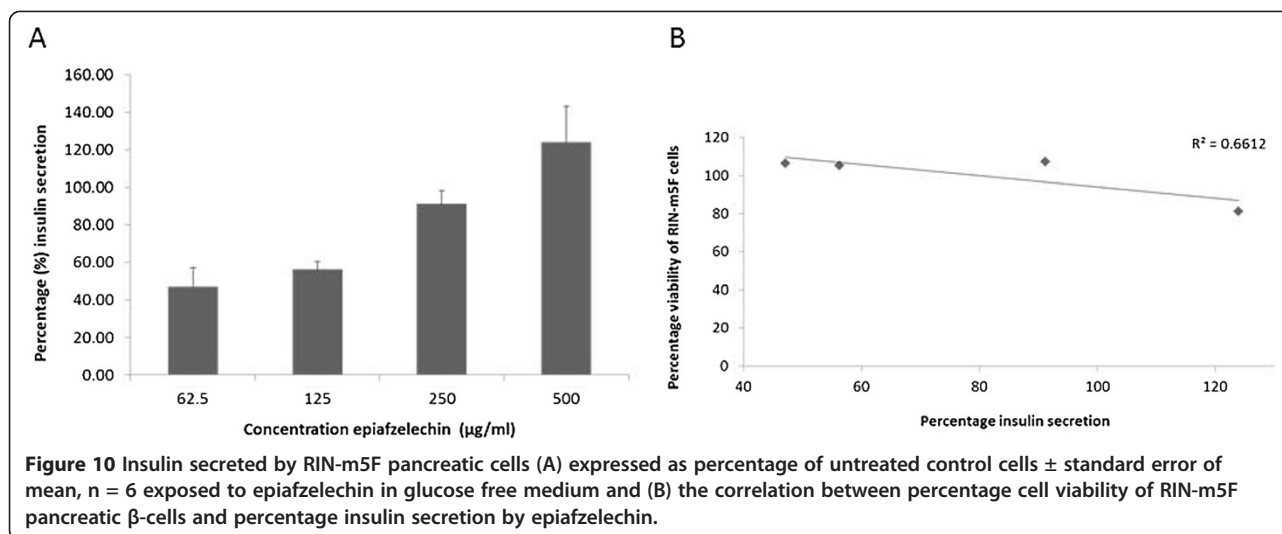 A
160.00
140.00
120.00
100.00
80.00
60.00
40.00
20.00
0.00
Percentage (%) insulin secretion
62.5 125 250 500
Concentration epiafzelechin (µg/ml)
B
R² = 0.6612
120
100
80
60
40
20
0
Percentage viability of RIN-m5F cells
40 60 80 100 120
Percentage insulin secretion
Figure 10 Insulin secreted by RIN-m5F pancreatic cells (A) expressed as percentage of untreated control cells ± standard error of
mean, n = 6 exposed to epiafzelechin in glucose free medium and (B) the correlation between percentage cell viability of RIN-m5F
pancreatic β-cells and percentage insulin secretion by epiafzelechin.